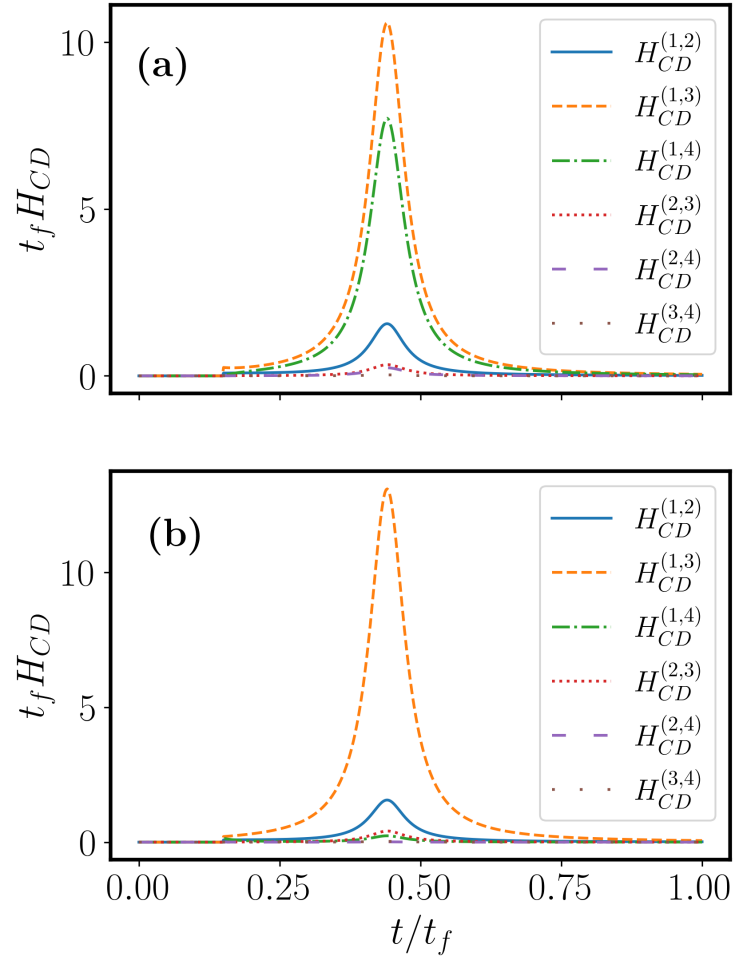 (a)
10
5
0
t_f H_{CD}
H_{CD}^{(1,2)}
H_{CD}^{(1,3)}
H_{CD}^{(1,4)}
H_{CD}^{(2,3)}
H_{CD}^{(2,4)}
H_{CD}^{(3,4)}
(b)
10
5
0
t_f H_{CD}
H_{CD}^{(1,2)}
H_{CD}^{(1,3)}
H_{CD}^{(1,4)}
H_{CD}^{(2,3)}
H_{CD}^{(2,4)}
H_{CD}^{(3,4)}
0.00 0.25 0.50 0.75 1.00
t/t_f